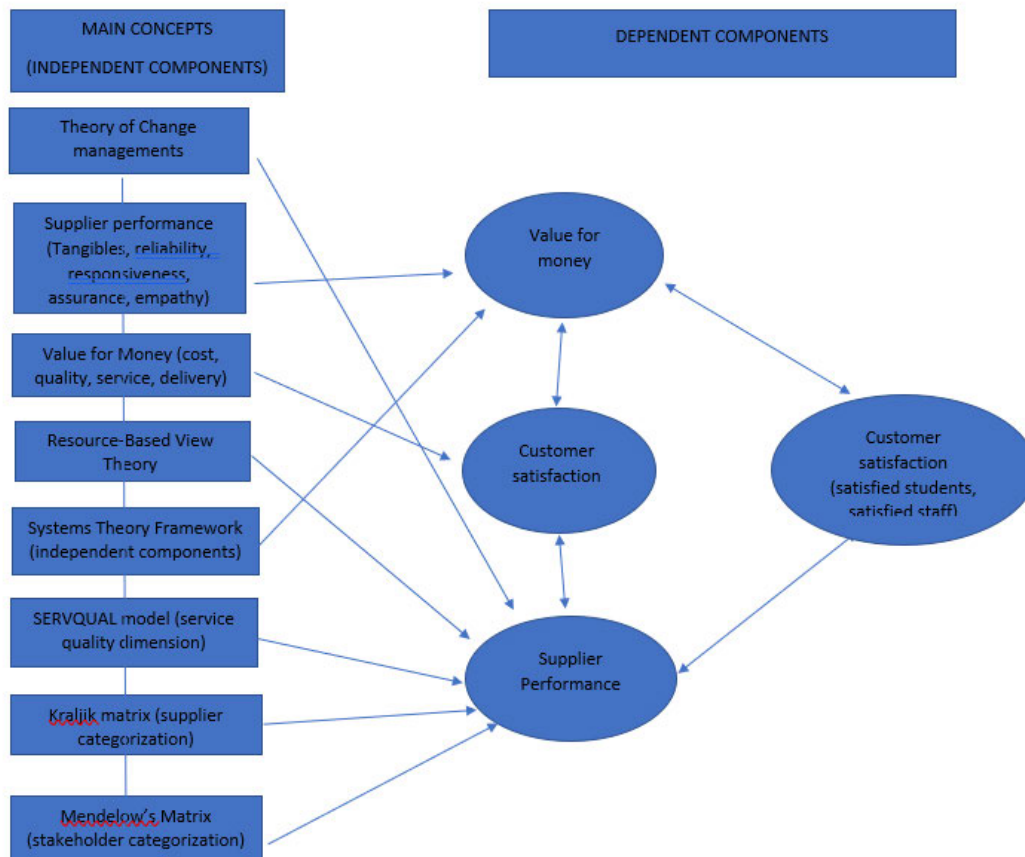 MAIN CONCEPTS
(INDEPENDENT COMPONENTS)
DEPENDENT COMPONENTS
Theory of Change
managements
Supplier performance
(Tangibles, reliability,
responsiveness,
assurance, empathy)
Value for Money (cost,
quality, service, delivery)
Resource-Based View
Theory
Systems Theory Framework
(independent components)
SERVQUAL model (service
quality dimension)
Kraljik matrix (supplier
categorization)
Mendelow's Matrix
(stakeholder categorization)
Value for
money
Customer
satisfaction
Supplier
Performance
Customer
satisfaction
(satisfied students,
satisfied staff)